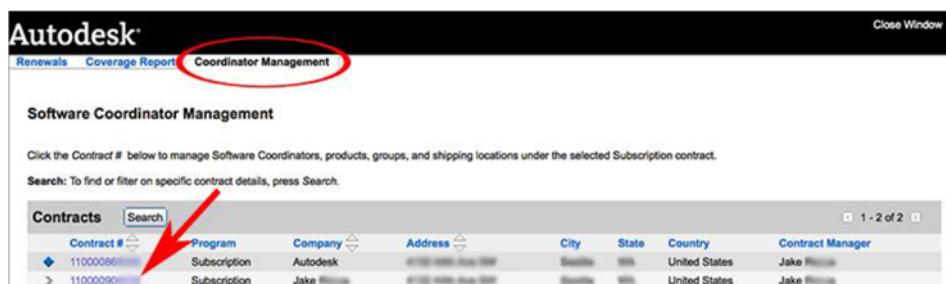 Autodesk
Close Window
Renewals Coverage Report Coordinator Management
Software Coordinator Management
Click the Contract # below to manage Software Coordinators, products, groups, and shipping locations under the selected Subscription contract.
Search: To find or filter on specific contract details, press Search.
Contracts Search 1 - 2 of 2
Contract # Program Company Address City State Country Contract Manager
11000086 Subscription Autodesk United States Jake
11000090 Subscription Jake United States Jake